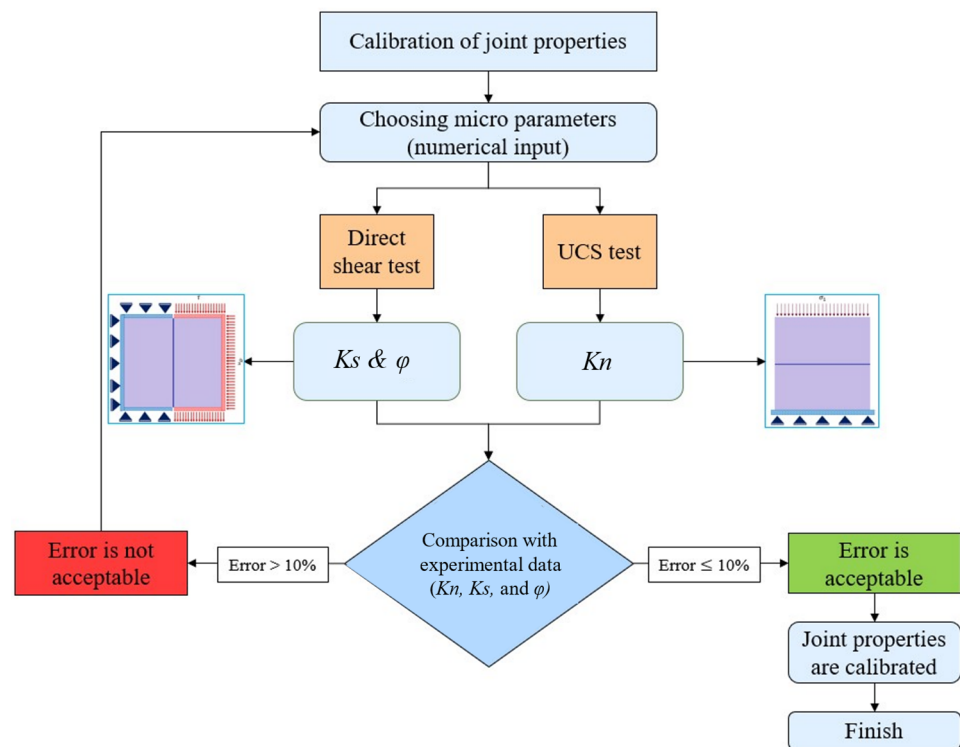 Calibration of joint properties
Choosing micro parameters
(numerical input)
Direct
shear test
UCS test
τ
σ₁
Ks & φ
Kn
Comparison with
experimental data
(Kn, Ks, and φ)
Error > 10%
Error ≤ 10%
Error is not
acceptable
Error is
acceptable
Joint properties
are calibrated
Finish